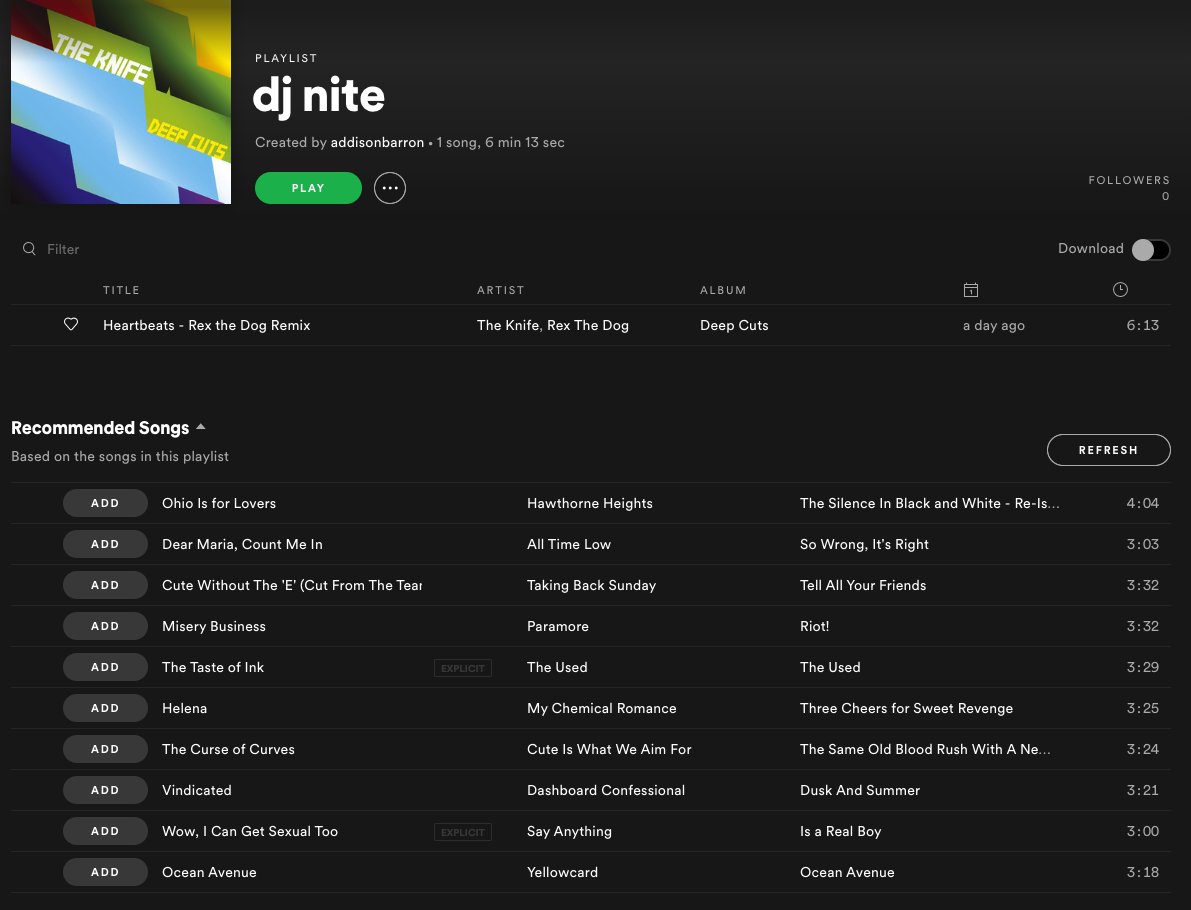 THE KNIFE
DEEP CUTS
PLAYLIST
dj nite
Created by addisonbarron • 1 song, 6 min 13 sec
PLAY
FOLLOWERS
0
Filter
Download
TITLE ARTIST ALBUM
Heartbeats - Rex the Dog Remix The Knife, Rex The Dog Deep Cuts a day ago 6:13
Recommended Songs
Based on the songs in this playlist
REFRESH
ADD Ohio Is for Lovers Hawthorne Heights The Silence In Black and White - Re-Is... 4:04
ADD Dear Maria, Count Me In All Time Low So Wrong, It's Right 3:03
ADD Cute Without The 'E' (Cut From The Tear Taking Back Sunday Tell All Your Friends 3:32
ADD Misery Business Paramore Riot! 3:32
ADD The Taste of Ink EXPLICIT The Used The Used 3:29
ADD Helena My Chemical Romance Three Cheers for Sweet Revenge 3:25
ADD The Curse of Curves Cute Is What We Aim For The Same Old Blood Rush With A Ne... 3:24
ADD Vindicated Dashboard Confessional Dusk And Summer 3:21
ADD Wow, I Can Get Sexual Too EXPLICIT Say Anything Is a Real Boy 3:00
ADD Ocean Avenue Yellowcard Ocean Avenue 3:18